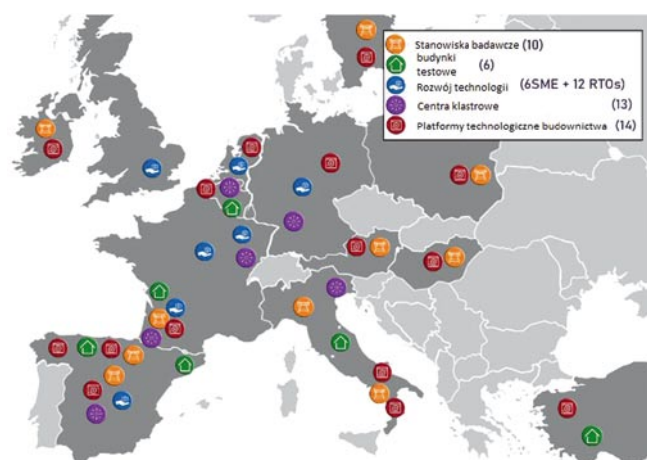 Stanowiska badawcze (10)
budynki
testowe (6)
Rozwój technologii (6SME + 12 RTOs)
Centra klastrowe (13)
Platformy technologiczne budownictwa (14)